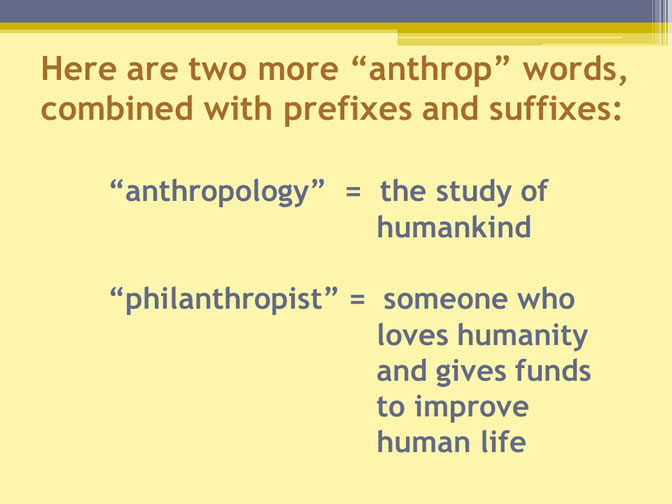 Here are two more “anthrop” words,
combined with prefixes and suffixes:
“anthropology” = the study of
humankind
“philanthropist” = someone who
loves humanity
and gives funds
to improve
human life